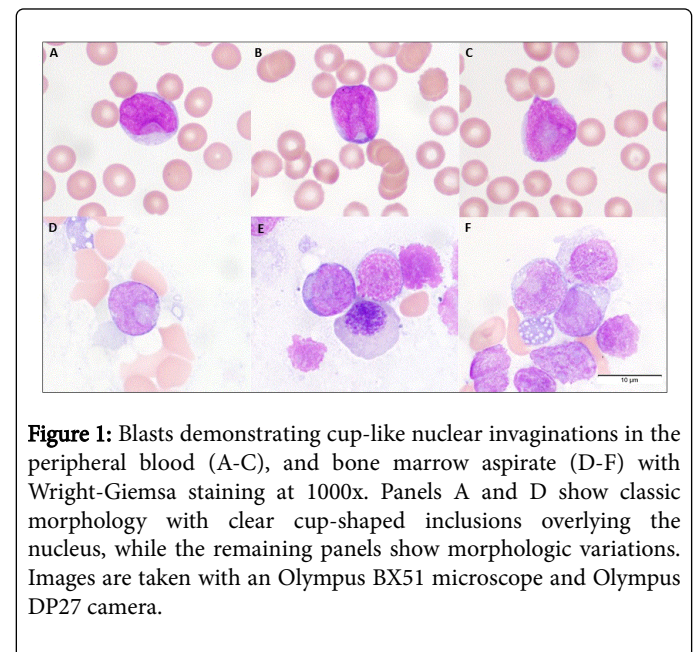 A
B
C
D
E
F
10 µm
Figure 1: Blasts demonstrating cup-like nuclear invaginations in the
peripheral blood (A-C), and bone marrow aspirate (D-F) with
Wright-Giemsa staining at 1000x. Panels A and D show classic
morphology with clear cup-shaped inclusions overlying the
nucleus, while the remaining panels show morphologic variations.
Images are taken with an Olympus BX51 microscope and Olympus
DP27 camera.